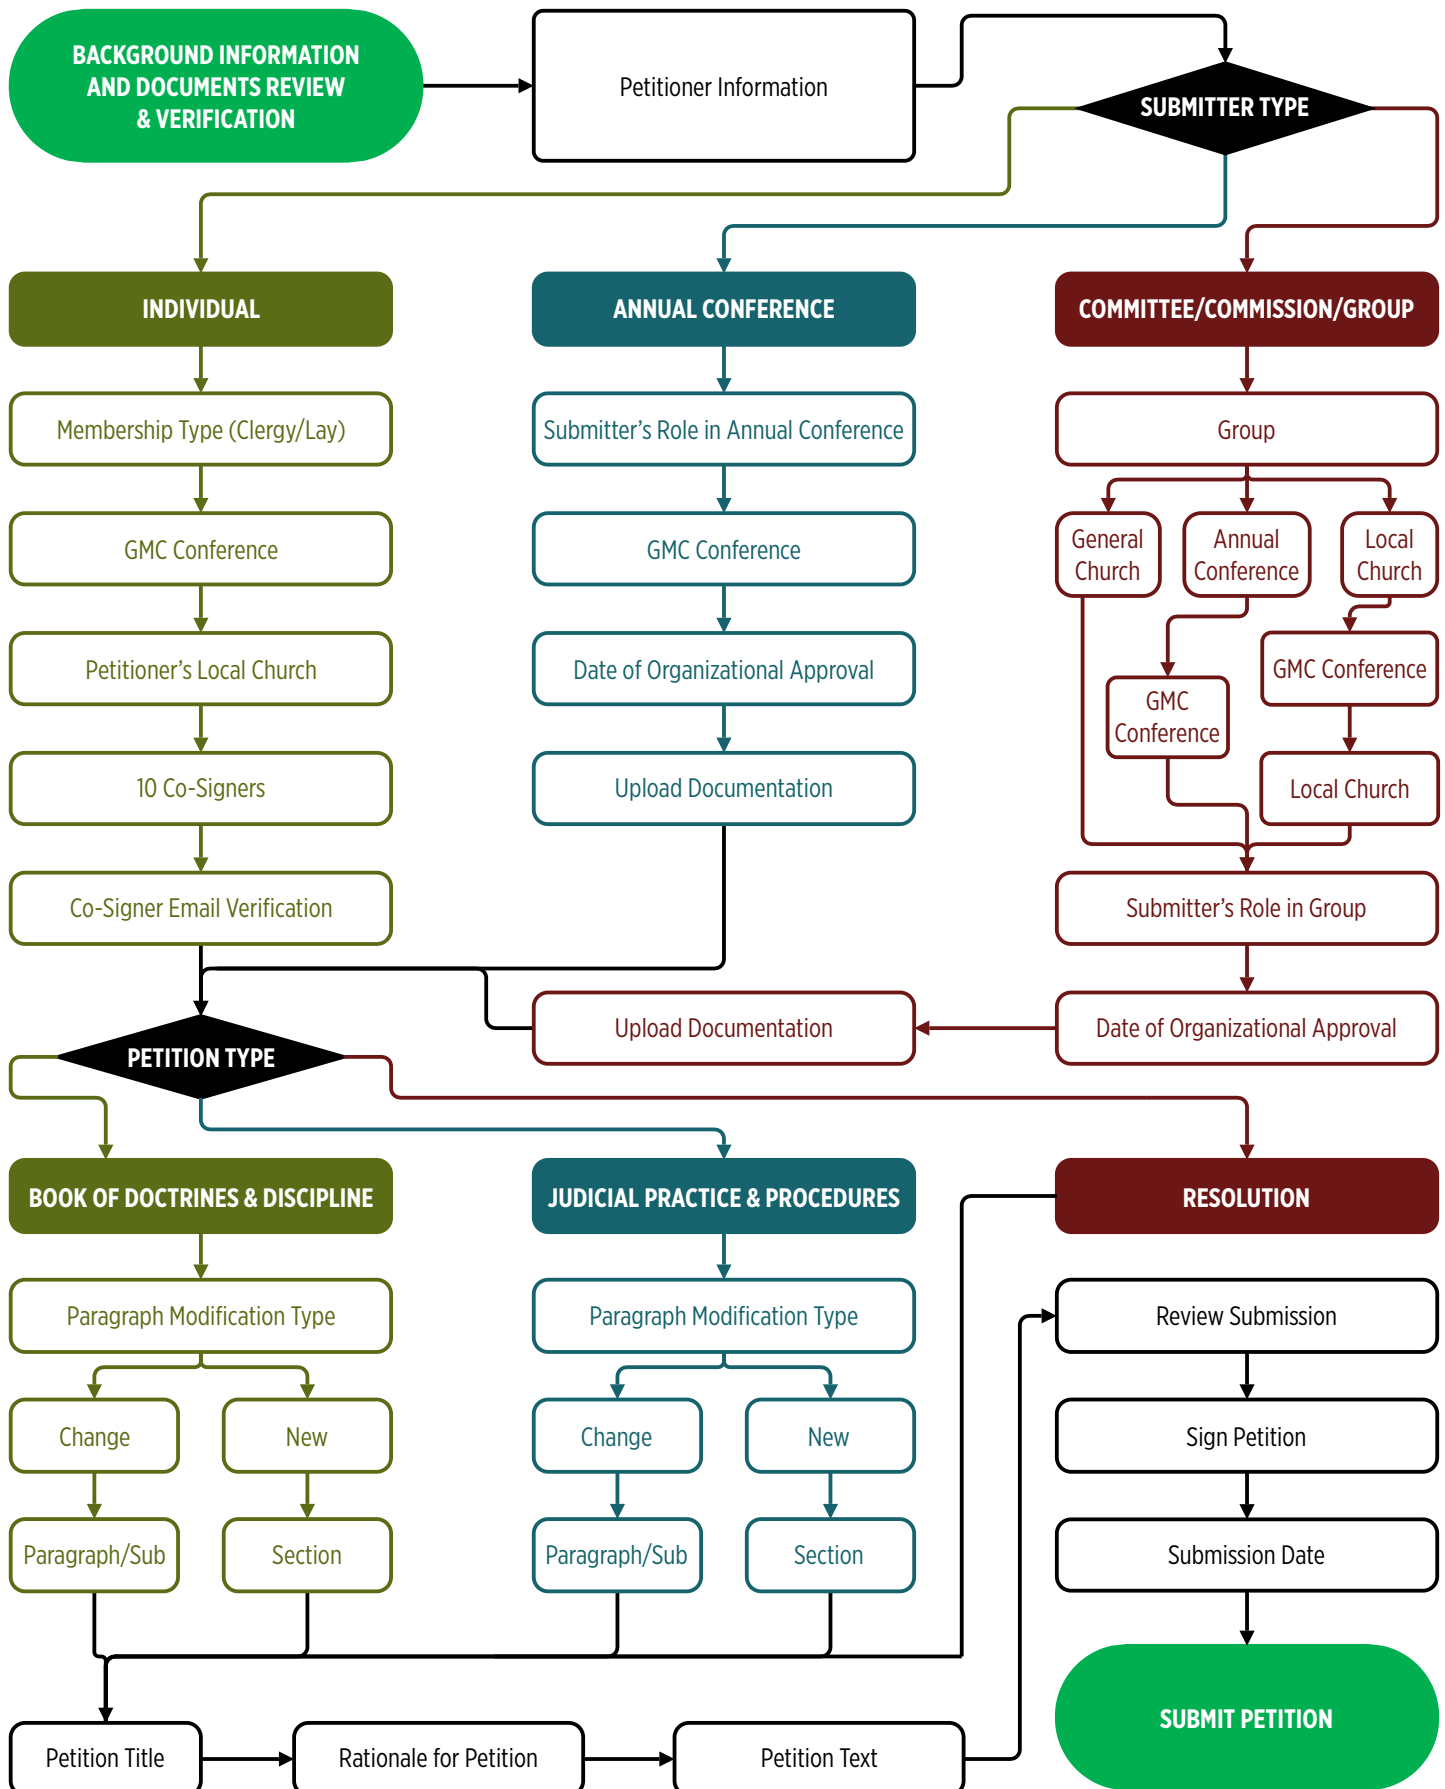 BACKGROUND INFORMATION
AND DOCUMENTS REVIEW
& VERIFICATION
Petitioner Information
SUBMITTER TYPE
INDIVIDUAL
ANNUAL CONFERENCE
COMMITTEE/COMMISSION/GROUP
Membership Type (Clergy/Lay)
Submitter’s Role in Annual Conference
Group
GMC Conference
GMC Conference
General
Church
Annual
Conference
Local
Church
Petitioner’s Local Church
Date of Organizational Approval
GMC Conference
GMC
Conference
10 Co-Signers
Upload Documentation
Local Church
Co-Signer Email Verification
Submitter’s Role in Group
Upload Documentation
Date of Organizational Approval
PETITION TYPE
BOOK OF DOCTRINES & DISCIPLINE
JUDICIAL PRACTICE & PROCEDURES
RESOLUTION
Paragraph Modification Type
Paragraph Modification Type
Review Submission
Change
New
Change
New
Sign Petition
Paragraph/Sub
Section
Paragraph/Sub
Section
Submission Date
SUBMIT PETITION
Petition Title
Rationale for Petition
Petition Text